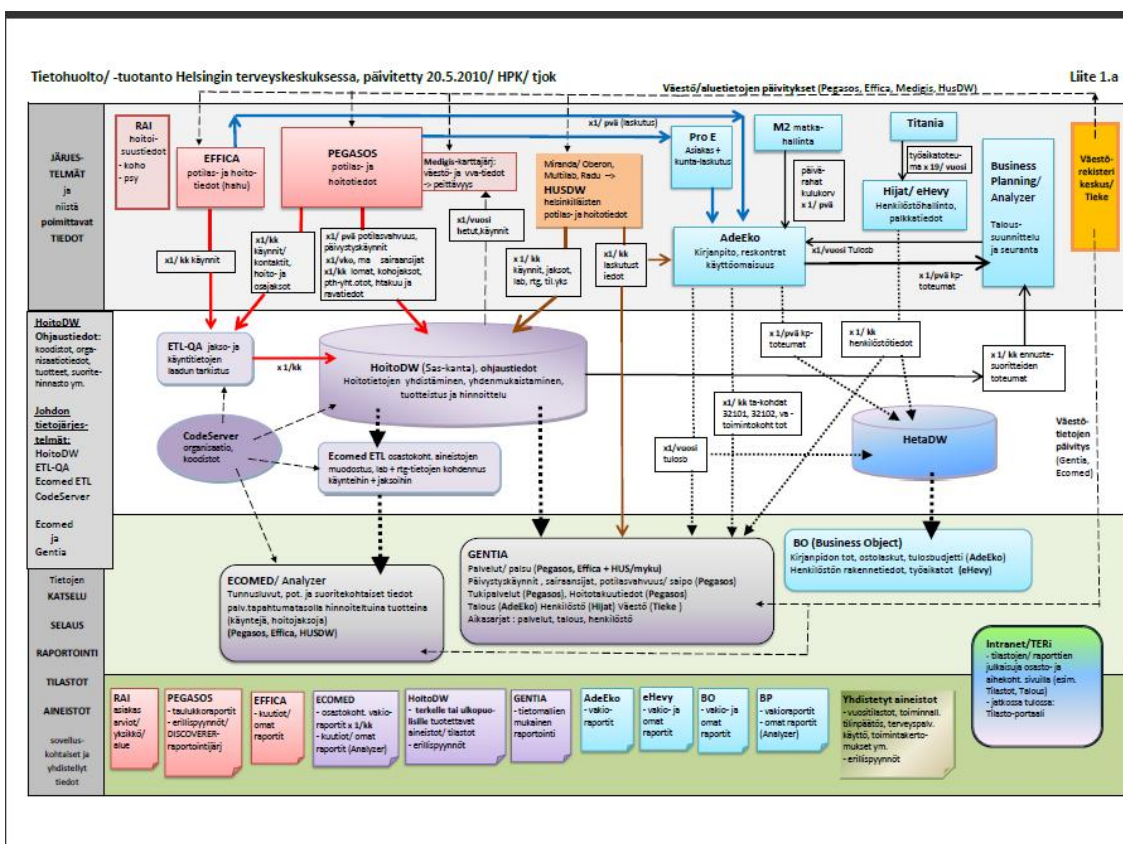 Tietohuolto/ -tuotanto Helsingin terveyskeskuksessa, päivitetty 20.5.2010/ HPK/ tjok
Liite 1.a
Väestö/aluetietojen päivitykset (Pegasos, Effica, Medigis, HusDW)
JÄRJES-
TELMÄT
ja
niistä
poimittavat
TIEDOT
RAI
hoitoi-
suustiedot
- koho
- psy
EFFICA
potilas- ja hoito-
tiedot (nahu)
PEGASOS
potilas- ja
hoitotiedot
Medigis-karttajärj:
väestö- ja vva-tiedot
-> peittävyys
Miranda/ Oberon,
Multilab, Radu -->
HUSDW
helsinkiläisten
potilas- ja hoitotiedot
x1/ pvä (laskutus)
Pro E
Asiakas +
kunta-laskutus
M2 matka-
hallinta
Titania
työaikatoteu-
ma x 19/ vuosi
Hijat/ eHevy
Henkilöstöhallinto,
palkkatiedot
Business
Planning/
Analyzer
Talous-
suunnittelu
ja seuranta
Väestö-
rekisteri
keskus/
Tieke
päivä-
rahat
kulukorv
x 1/ pvä
AdeEko
Kirjanpito, reskontrat
käyttöomaisuus
x1/vuosi Tulosb
x 1/pvä kp-
toteumat
x1/ kk käynnit
x1/kk
käynnit/
kontaktit,
hoito- ja
osajaksot
x1/ pvä potilasvahvuus,
päivystyskäynnit
x1/vko, ma sairaansijat
x1/kk lomat, kohojaksot,
pth-yht.otot, htakuu ja
ravatiedot
x1/vuosi
hetut,käynnit
x 1/ kk
käynnit, jaksot,
lab, rtg, til.yks
x1/ kk
laskutust
iedot
HoitoDW
Ohjaustiedot:
koodistot, orga-
nisaatiotiedot,
tuotteet, suorite-
hinnasto ym.
Johdon
tietojärjes-
telmät:
HoitoDW
ETL-QA
Ecomed ETL
CodeServer
Ecomed
ja
Gentia
ETL-QA jakso- ja
käyntitietojen
laadun tarkistus
x 1/kk
HoitoDW (Sas-kanta), ohjaustiedot
Hoitotietojen yhdistäminen, yhdenmukaistaminen,
tuotteistus ja hinnoittelu
x 1/pvä kp-
toteumat
x 1/ kk
henkilöstötiedot
x 1/ kk ennuste-
suoritteiden
toteumat
CodeServer
organisaatio,
koodistot
Ecomed ETL osastokoht. aineistojen
muodostus, lab + rtg-tietojen kohdennus
käynteihin + jaksoihin
x1/ kk ta-kohdat
32101, 32102, va -
toimintokoht tot
x1/vuosi
tulosb
HetaDW
Väestö-
tietojen
päivitys
(Gentia,
Ecomed)
Tietojen
KATSELU
SELAUS
RAPORTOINTI
TILASTOT
AINEISTOT
sovellus-
kohtaiset ja
yhdistellyt
tiedot
ECOMED/ Analyzer
Tunnusluvut, pot. ja suoritekohtaiset tiedot
palv.tapahtumatasolla hinnoiteltuina tuotteina
(käyntejä, hoitojaksoja)
(Pegasos, Effica, HUSDW)
GENTIA
Palvelut/ palsu (Pegasos, Effica + HUS/myku)
Päivystyskäynnit , sairaansijat, potilasvahvuus/ saipo (Pegasos)
Tukipalvelut (Pegasos), Hoitotakuutiedot (Pegasos)
Talous (AdeEko) Henkilöstö (Hijat) Väestö (Tieke )
Aikasarjat : palvelut, talous, henkilöstö
BO (Business Object)
Kirjanpidon tot, ostolaskut, tulosbudjetti (AdeEko)
Henkilöstön rakennetiedot, työaikatot (eHevy)
Intranet/TERi
- tilastojen/ raporttien
julkaisuja osasto- ja
aihekoht. sivuilla (esim.
Tilastot, Talous)
- jatkossa tulossa:
Tilasto-portaali
RAI
asiakas
arviot/
yksikkö/
alue
PEGASOS
- taulukkoraportit
- erillispyynnöt/
DISCOVERER-
raportointijärj
EFFICA
- kuutiot/
omat
raportit
ECOMED
- osastokoht. vakio-
raportit x 1/kk
- kuutiot/ omat
raportit (Analyzer)
HoitoDW
- terkelle tai ulkopuo-
lisille tuotettavat
aineistot/ tilastot
- erillispyynnöt
GENTIA
- tietomallien
mukainen
raportointi
AdeEko
- vakio-
raportit
eHevy
- vakio- ja
omat
raportit
BO
- vakio- ja
omat
raportit
BP
- vakioraportit
- omat raportit
(Analyzer)
Yhdistetyt aineistot
- vuositilastot, toiminnall.
tilinpäätös, terveyspalv.
käyttö, toimintakerto-
mukset ym.
- erillispyynnöt